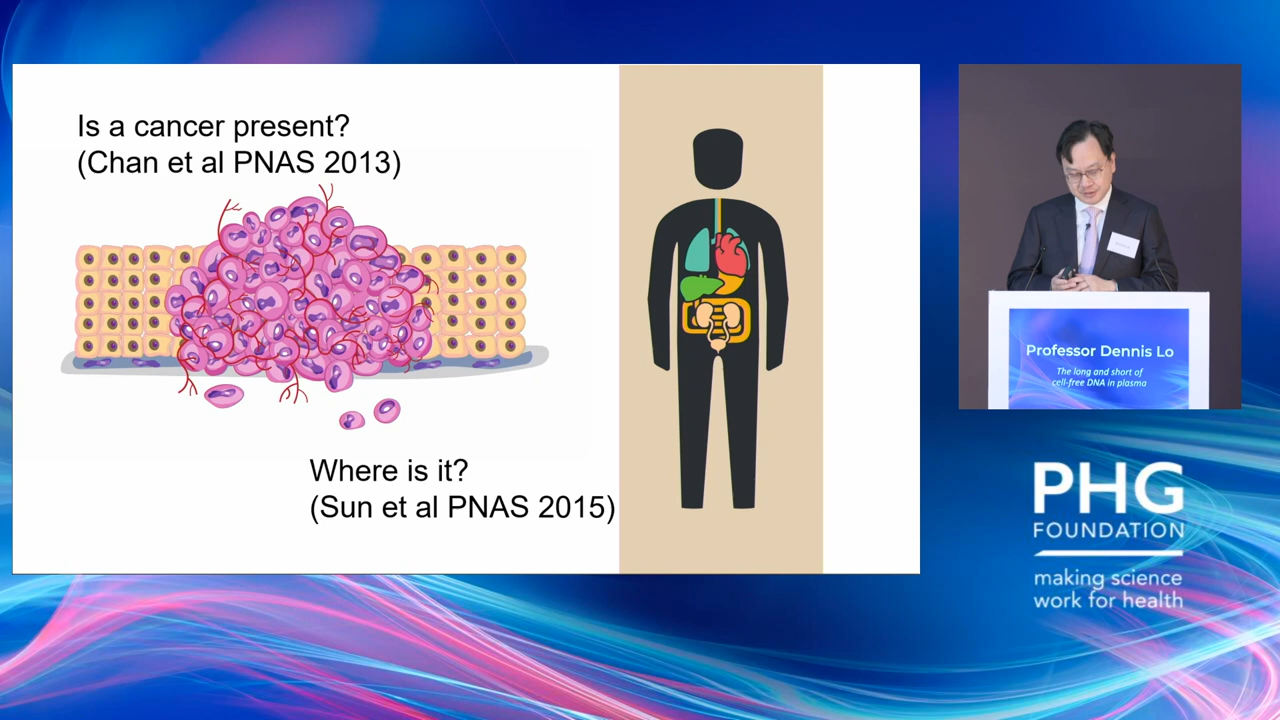 Is a cancer present?
(Chan et al PNAS 2013)
Where is it?
(Sun et al PNAS 2015)
Professor Dennis Lo
The long and short of
cell-free DNA in plasma
PHG
FOUNDATION
making science
work for health